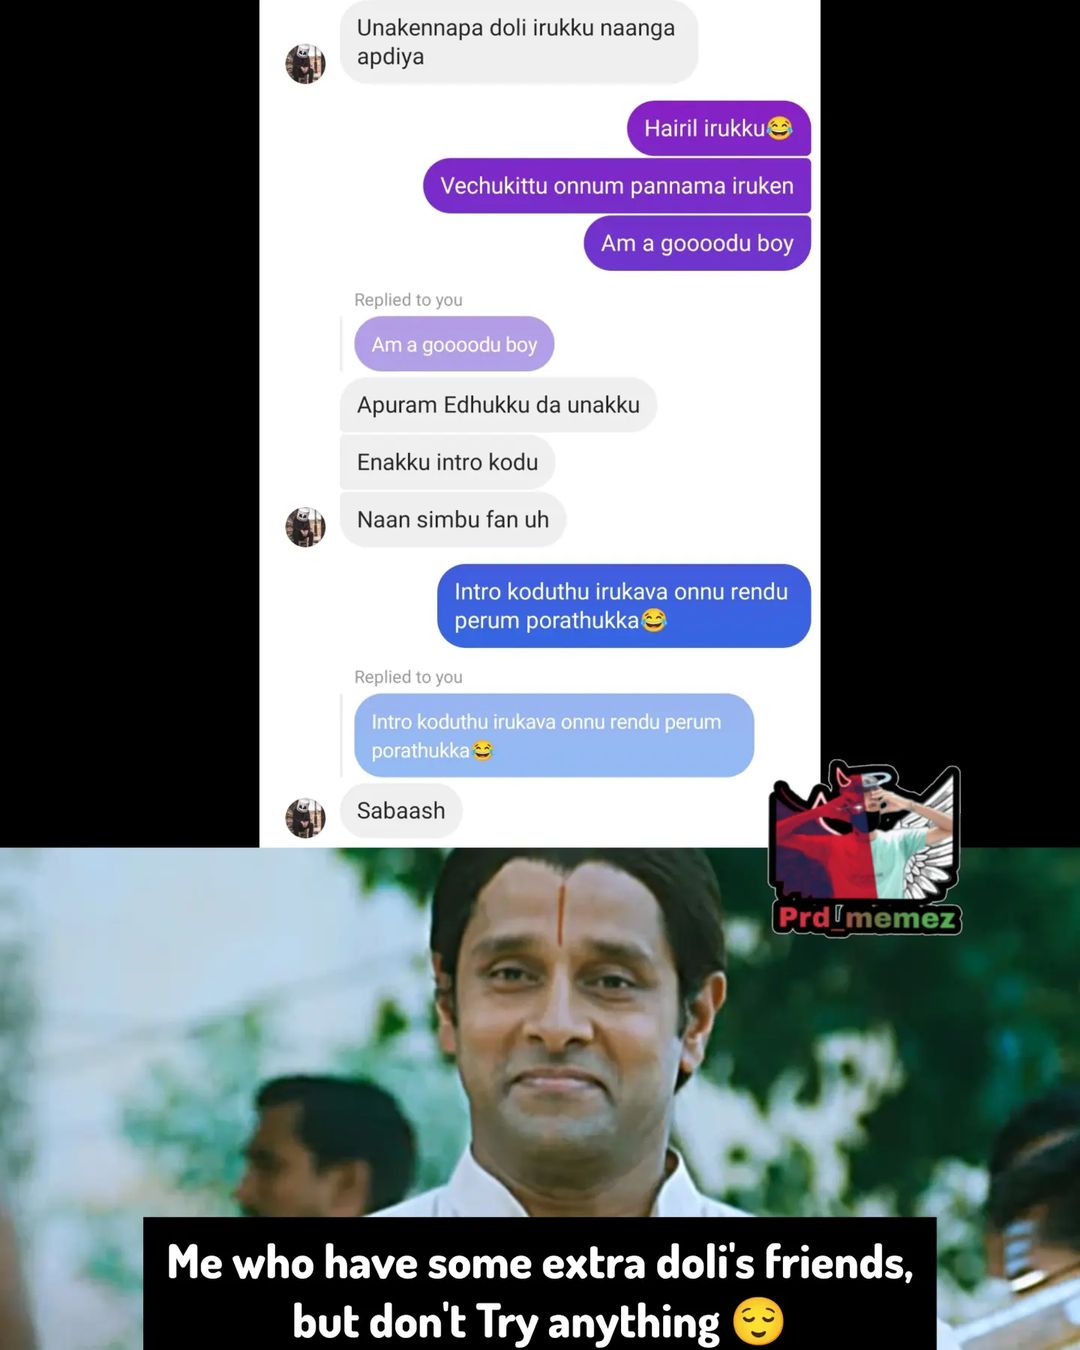 Unakennapa doli irukku naanga
apdiya
Hairil irukku😂
Vechukittu onnum pannama iruken
Am a goooodu boy
Replied to you
Am a goooodu boy
Apuram Edhukku da unakku
Enakku intro kodu
Naan simbu fan uh
Intro koduthu irukava onnu rendu
perum porathukka😂
Replied to you
Intro koduthu irukava onnu rendu perum
porathukka😂
Sabaash
Prd_memez
Me who have some extra doli's friends,
but don't Try anything 😌